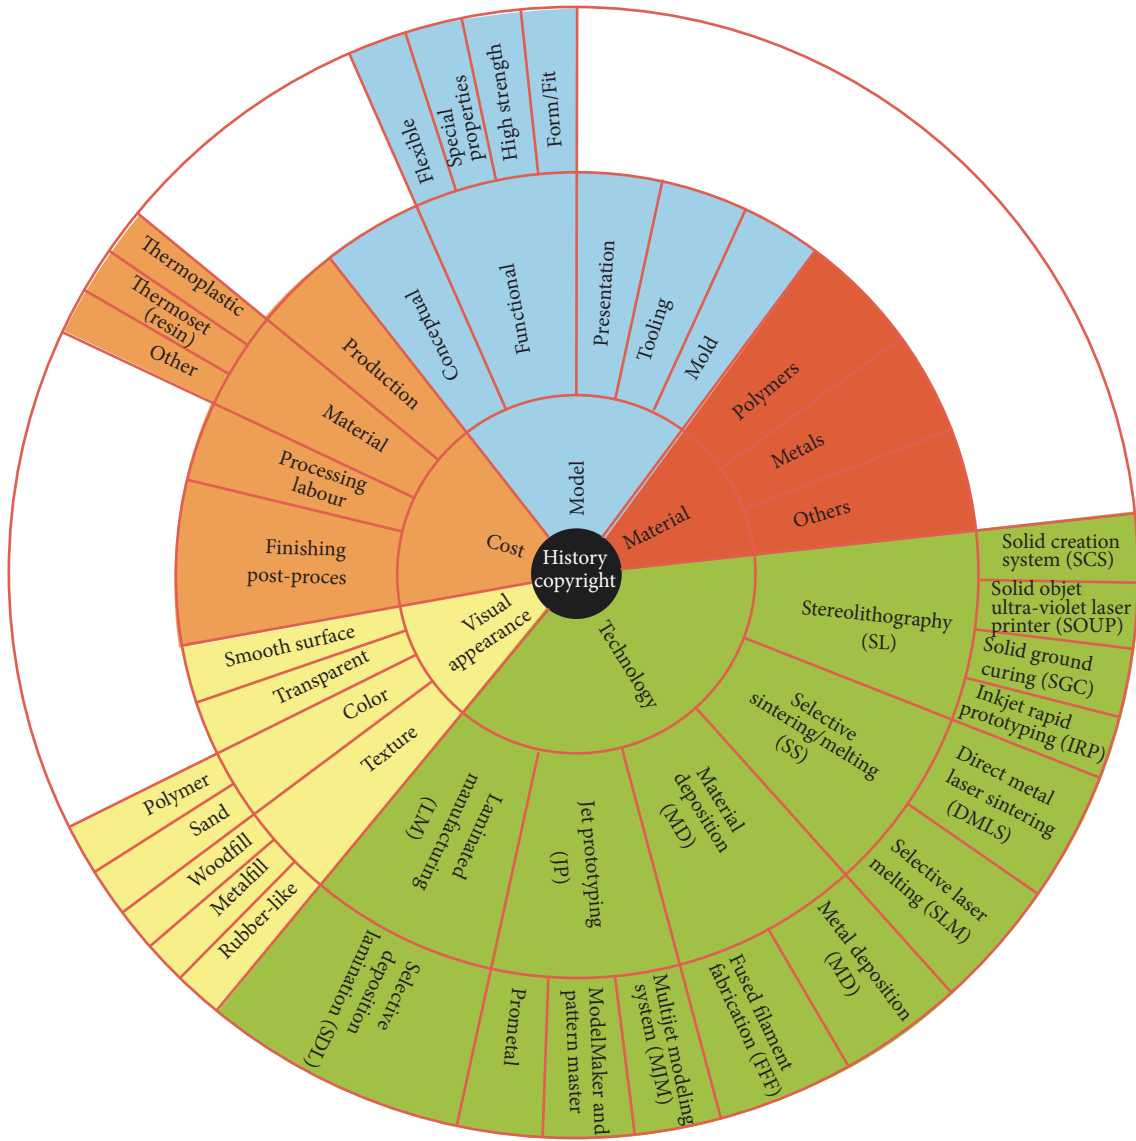 History
copyright
Model
Conceptual
Functional
Flexible
Special
properties
High strength
Form/Fit
Presentation
Tooling
Mold
Material
Polymers
Metals
Others
Technology
Stereolithography
(SL)
Solid creation
system (SCS)
Solid objet
ultra-violet laser
printer (SOUP)
Solid ground
curing (SGC)
Inkjet rapid
prototyping (IRP)
Selective
sintering/melting
(SS)
Direct metal
laser sintering
(DMLS)
Selective laser
melting (SLM)
Material
deposition
(MD)
Metal deposition
(MD)
Fused filament
fabrication (FFF)
Jet prototyping
(JP)
Multijet modeling
system (MJM)
ModelMaker and
pattern master
Prometal
Laminated
manufacturing
(LM)
Selective
deposition
lamination (SDL)
Visual
appearance
Texture
Color
Transparent
Smooth surface
Rubber-like
Metalfill
Woodfill
Sand
Polymer
Cost
Finishing
post-proces
Processing
labour
Material
Production
Other
Thermoset
(resin)
Thermoplastic